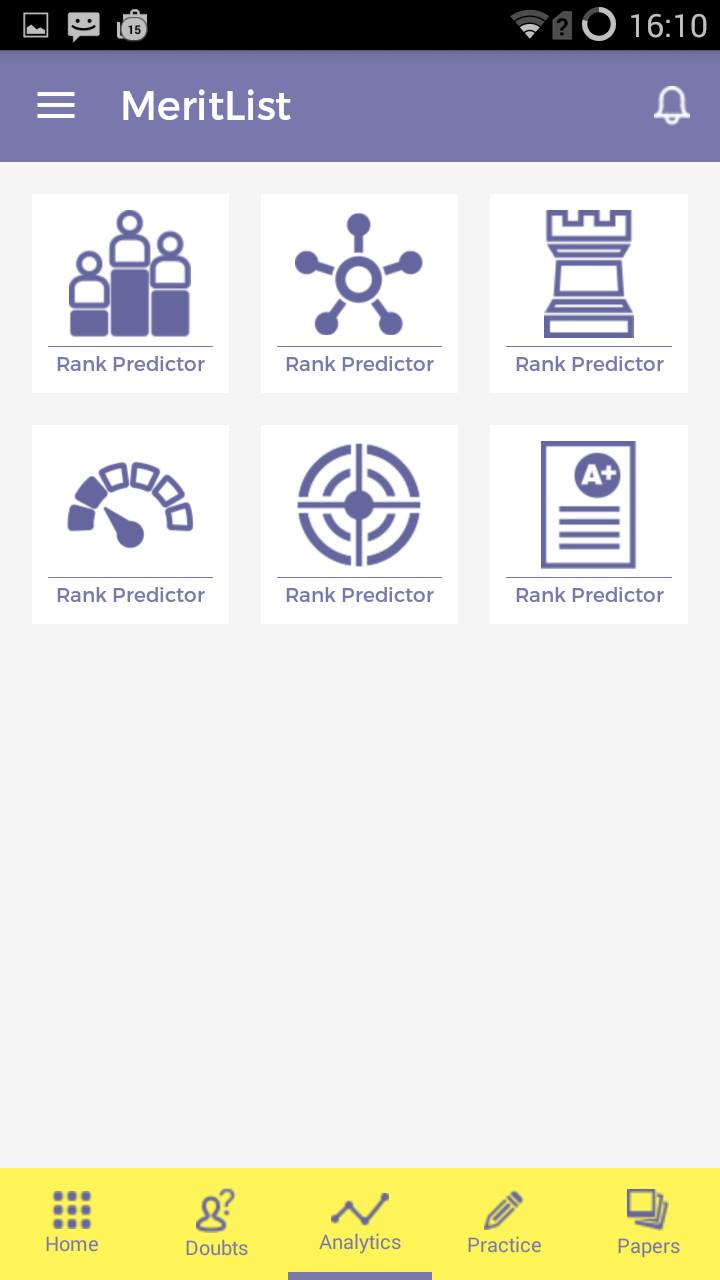 15
?
16:10
MeritList
Rank Predictor
Rank Predictor
Rank Predictor
A+
Rank Predictor
Rank Predictor
Rank Predictor
Home
?
Doubts
Analytics
Practice
Papers